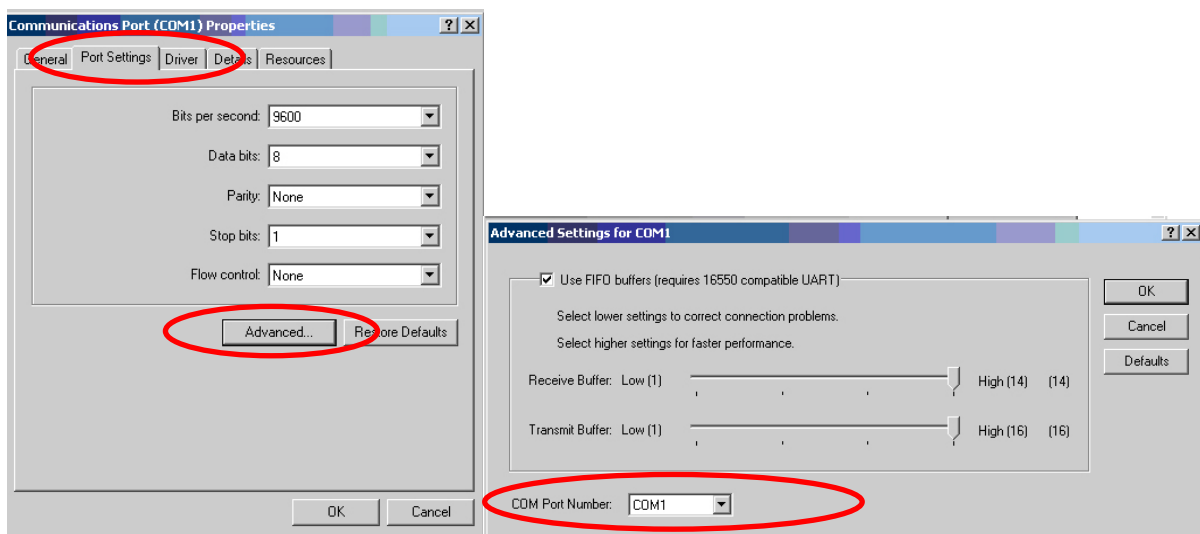 Communications Port (COM1) Properties
General Port Settings Driver Details Resources
Bits per second: 9600
Data bits: 8
Parity: None
Stop bits: 1
Flow control: None
Advanced... Restore Defaults
OK Cancel
Advanced Settings for COM1
Use FIFO buffers (requires 16550 compatible UART)
OK
Select lower settings to correct connection problems.
Cancel
Select higher settings for faster performance.
Defaults
Receive Buffer: Low (1) High (14) (14)
Transmit Buffer: Low (1) High (16) (16)
COM Port Number: COM1